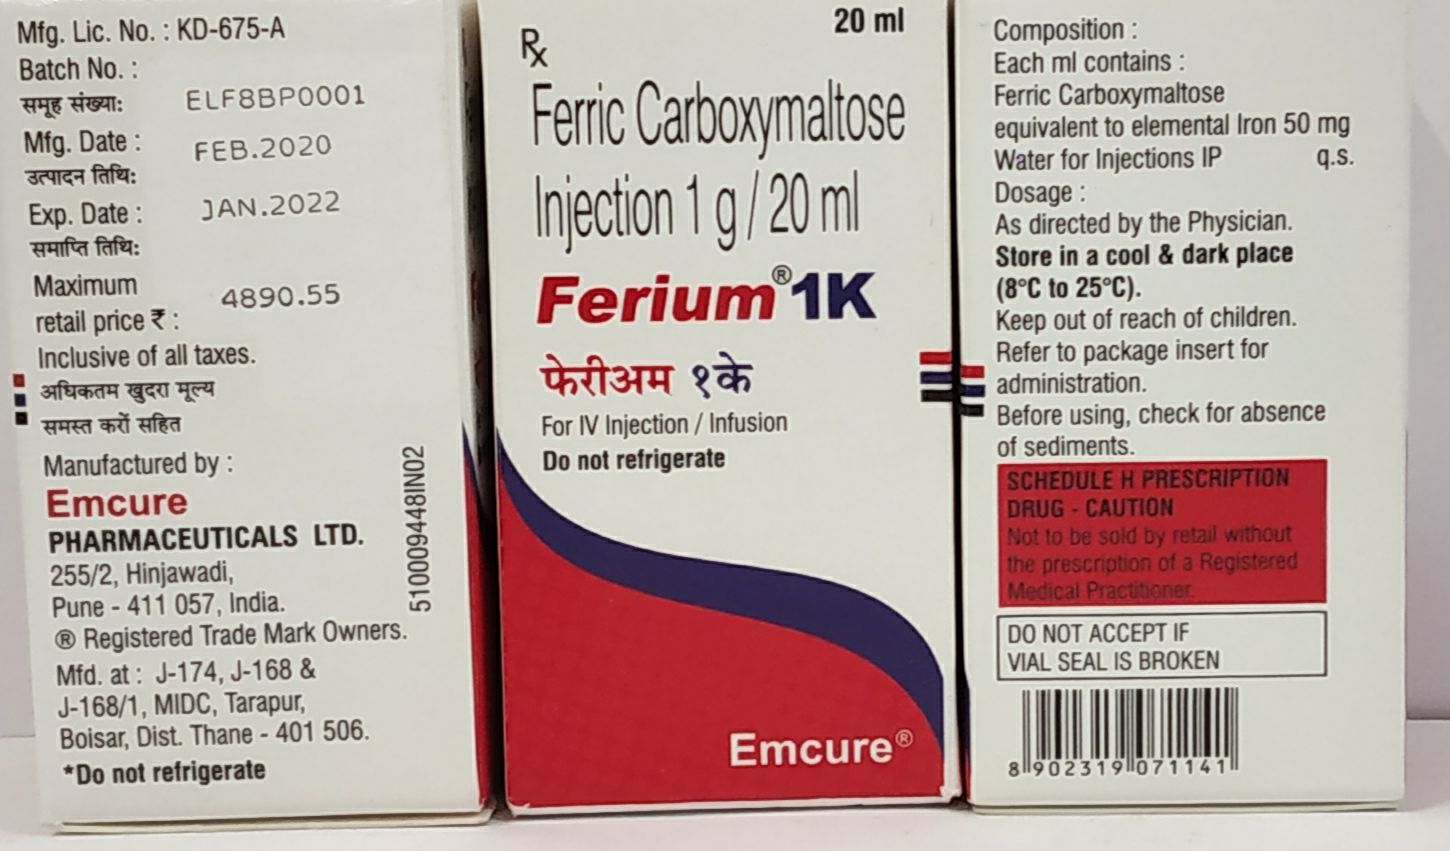 Mfg. Lic. No. : KD-675-A
Batch No. :
समूह संख्या: ELF8BP0001
Mfg. Date : FEB.2020
उत्पादन तिथि:
Exp. Date : JAN.2022
समाप्ति तिथि:
Maximum
retail price ₹ : 4890.55
Inclusive of all taxes.
अधिकतम खुदरा मूल्य
समस्त करों सहित
Manufactured by :
Emcure
PHARMACEUTICALS LTD.
255/2, Hinjawadi,
Pune - 411 057, India.
® Registered Trade Mark Owners.
Mfd. at : J-174, J-168 &
J-168/1, MIDC, Tarapur,
Boisar, Dist. Thane - 401 506.
*Do not refrigerate
510009448IN02
20 ml
Rx
Ferric Carboxymaltose
Injection 1 g / 20 ml
Ferium® 1K
फेरीअम १के
For IV Injection / Infusion
Do not refrigerate
Emcure®
Composition :
Each ml contains :
Ferric Carboxymaltose
equivalent to elemental Iron 50 mg
Water for Injections IP q.s.
Dosage :
As directed by the Physician.
Store in a cool & dark place
(8°C to 25°C).
Keep out of reach of children.
Refer to package insert for
administration.
Before using, check for absence
of sediments.
SCHEDULE H PRESCRIPTION
DRUG - CAUTION
Not to be sold by retail without
the prescription of a Registered
Medical Practitioner.
DO NOT ACCEPT IF
VIAL SEAL IS BROKEN
8 902319 071141